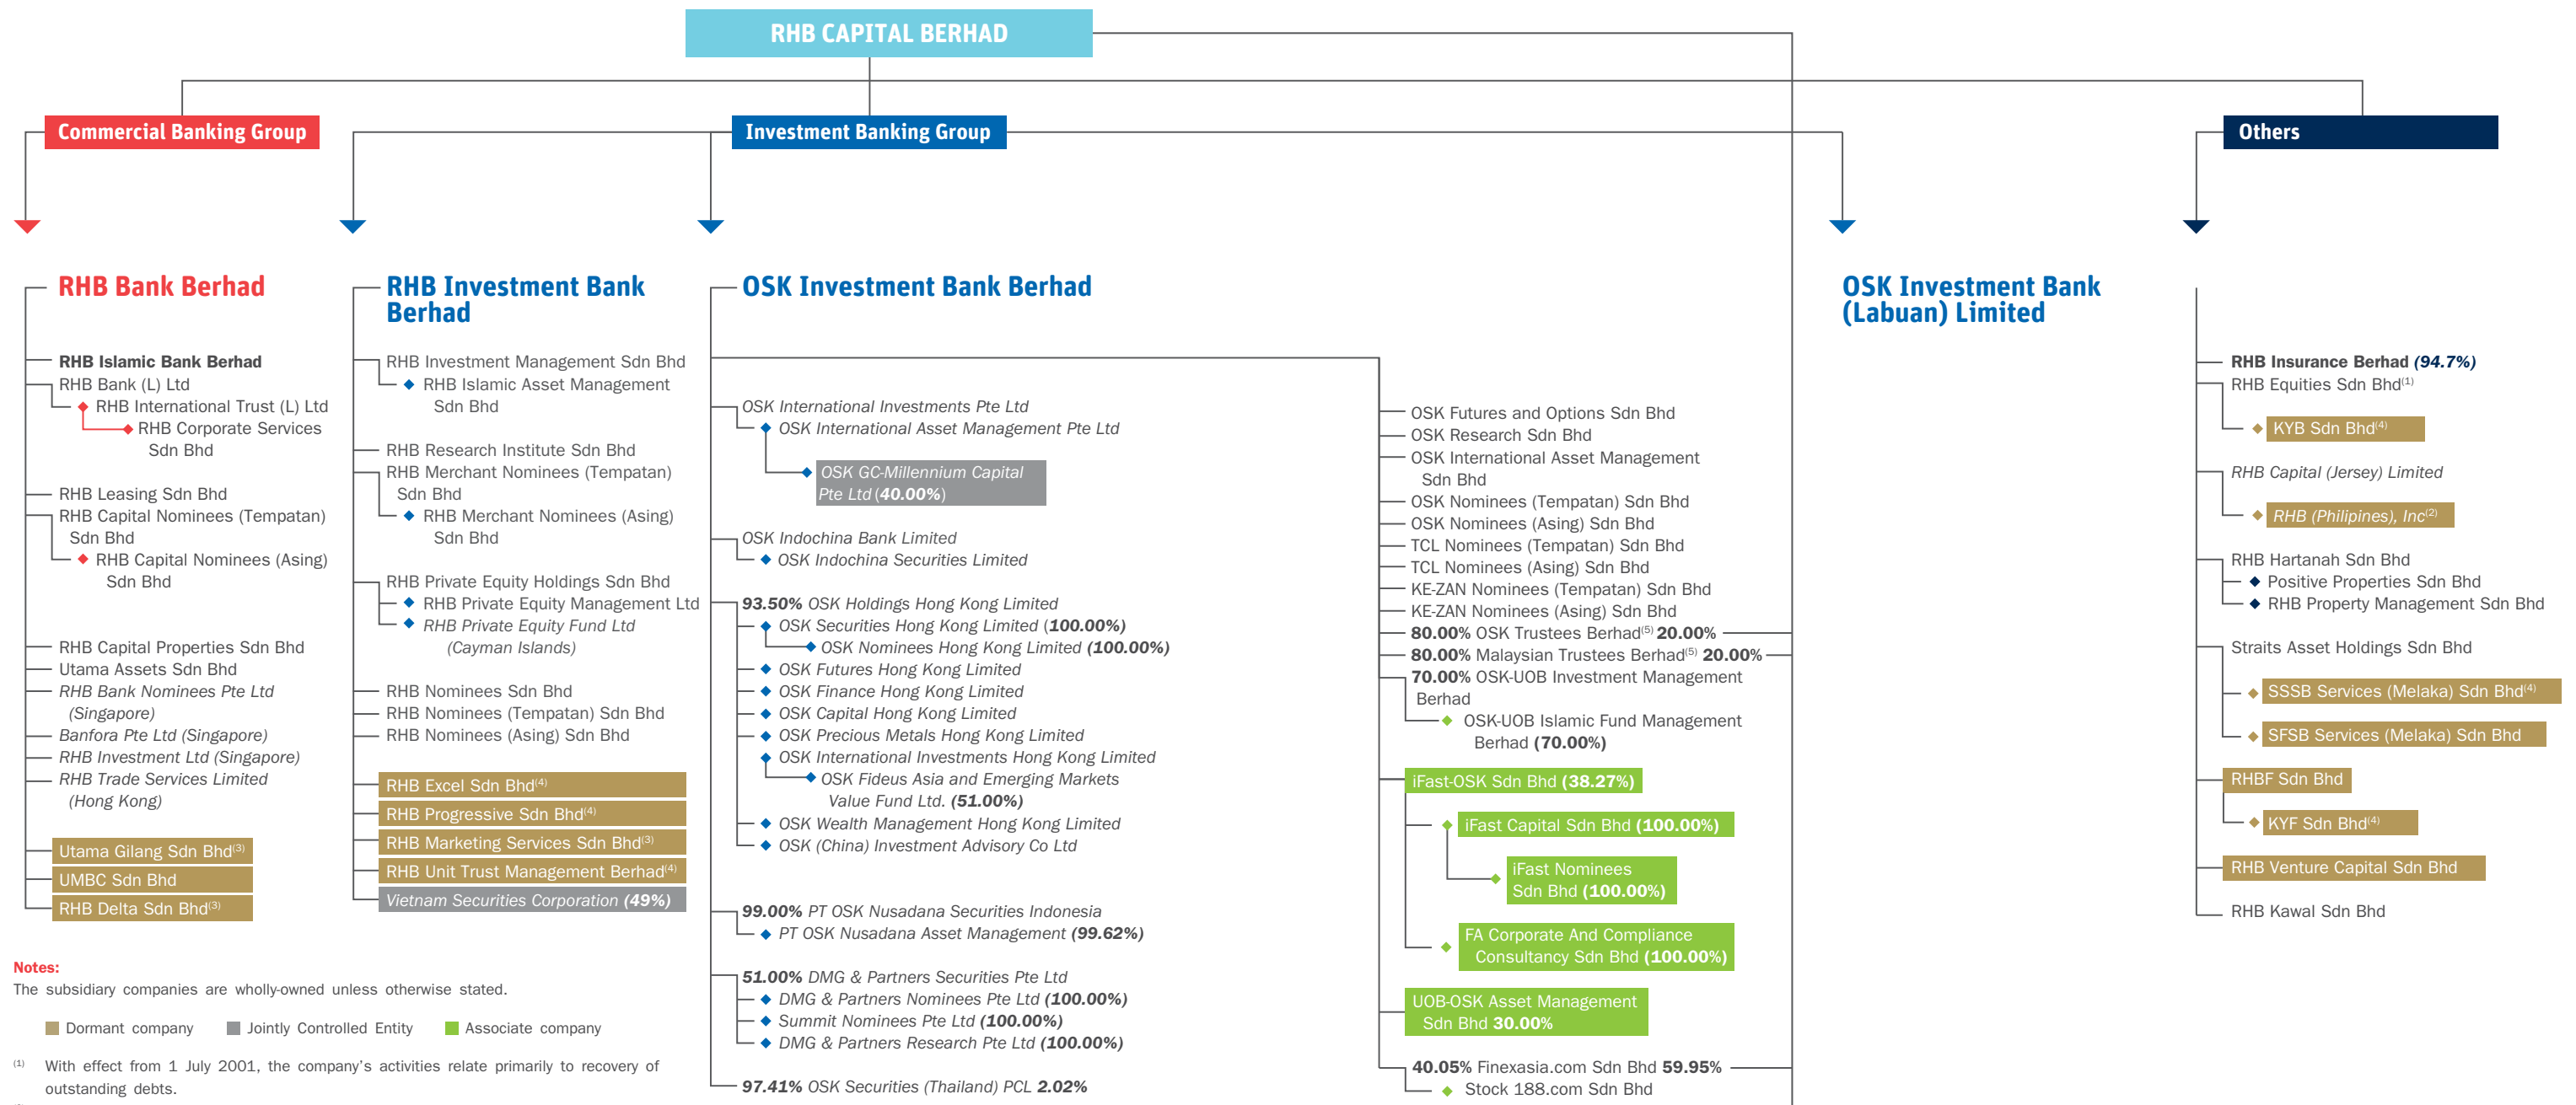 RHB CAPITAL BERHAD
Commercial Banking Group
Investment Banking Group
Others
RHB Bank Berhad
RHB Islamic Bank Berhad
RHB Bank (L) Ltd
RHB International Trust (L) Ltd
RHB Corporate Services
Sdn Bhd
RHB Leasing Sdn Bhd
RHB Capital Nominees (Tempatan)
Sdn Bhd
RHB Capital Nominees (Asing)
Sdn Bhd
RHB Capital Properties Sdn Bhd
Utama Assets Sdn Bhd
RHB Bank Nominees Pte Ltd
(Singapore)
Banfora Pte Ltd (Singapore)
RHB Investment Ltd (Singapore)
RHB Trade Services Limited
(Hong Kong)
Utama Gilang Sdn Bhd(3)
UMBC Sdn Bhd
RHB Delta Sdn Bhd(3)
RHB Investment Bank
Berhad
RHB Investment Management Sdn Bhd
RHB Islamic Asset Management
Sdn Bhd
RHB Research Institute Sdn Bhd
RHB Merchant Nominees (Tempatan)
Sdn Bhd
RHB Merchant Nominees (Asing)
Sdn Bhd
RHB Private Equity Holdings Sdn Bhd
RHB Private Equity Management Ltd
RHB Private Equity Fund Ltd
(Cayman Islands)
RHB Nominees Sdn Bhd
RHB Nominees (Tempatan) Sdn Bhd
RHB Nominees (Asing) Sdn Bhd
RHB Excel Sdn Bhd(4)
RHB Progressive Sdn Bhd(4)
RHB Marketing Services Sdn Bhd(3)
RHB Unit Trust Management Berhad(4)
Vietnam Securities Corporation (49%)
OSK Investment Bank Berhad
OSK International Investments Pte Ltd
OSK International Asset Management Pte Ltd
OSK GC-Millennium Capital
Pte Ltd (40.00%)
OSK Indochina Bank Limited
OSK Indochina Securities Limited
93.50% OSK Holdings Hong Kong Limited
OSK Securities Hong Kong Limited (100.00%)
OSK Nominees Hong Kong Limited (100.00%)
OSK Futures Hong Kong Limited
OSK Finance Hong Kong Limited
OSK Capital Hong Kong Limited
OSK Precious Metals Hong Kong Limited
OSK International Investments Hong Kong Limited
OSK Fideus Asia and Emerging Markets
Value Fund Ltd. (51.00%)
OSK Wealth Management Hong Kong Limited
OSK (China) Investment Advisory Co Ltd
99.00% PT OSK Nusadana Securities Indonesia
PT OSK Nusadana Asset Management (99.62%)
51.00% DMG & Partners Securities Pte Ltd
DMG & Partners Nominees Pte Ltd (100.00%)
Summit Nominees Pte Ltd (100.00%)
DMG & Partners Research Pte Ltd (100.00%)
97.41% OSK Securities (Thailand) PCL 2.02%
OSK Futures and Options Sdn Bhd
OSK Research Sdn Bhd
OSK International Asset Management
Sdn Bhd
OSK Nominees (Tempatan) Sdn Bhd
OSK Nominees (Asing) Sdn Bhd
TCL Nominees (Tempatan) Sdn Bhd
TCL Nominees (Asing) Sdn Bhd
KE-ZAN Nominees (Tempatan) Sdn Bhd
KE-ZAN Nominees (Asing) Sdn Bhd
80.00% OSK Trustees Berhad(5) 20.00%
80.00% Malaysian Trustees Berhad(5) 20.00%
70.00% OSK-UOB Investment Management
Berhad
OSK-UOB Islamic Fund Management
Berhad (70.00%)
iFast-OSK Sdn Bhd (38.27%)
iFast Capital Sdn Bhd (100.00%)
iFast Nominees
Sdn Bhd (100.00%)
FA Corporate And Compliance
Consultancy Sdn Bhd (100.00%)
UOB-OSK Asset Management
Sdn Bhd 30.00%
40.05% Finexasia.com Sdn Bhd 59.95%
Stock 188.com Sdn Bhd
OSK Investment Bank
(Labuan) Limited
RHB Insurance Berhad (94.7%)
RHB Equities Sdn Bhd(1)
KYB Sdn Bhd(4)
RHB Capital (Jersey) Limited
RHB (Philipines), Inc(2)
RHB Hartanah Sdn Bhd
Positive Properties Sdn Bhd
RHB Property Management Sdn Bhd
Straits Asset Holdings Sdn Bhd
SSSB Services (Melaka) Sdn Bhd(4)
SFSB Services (Melaka) Sdn Bhd
RHBF Sdn Bhd
KYF Sdn Bhd(4)
RHB Venture Capital Sdn Bhd
RHB Kawal Sdn Bhd
Notes:
The subsidiary companies are wholly-owned unless otherwise stated.
Dormant company Jointly Controlled Entity Associate company
(1) With effect from 1 July 2001, the company's activities relate primarily to recovery of
outstanding debts.